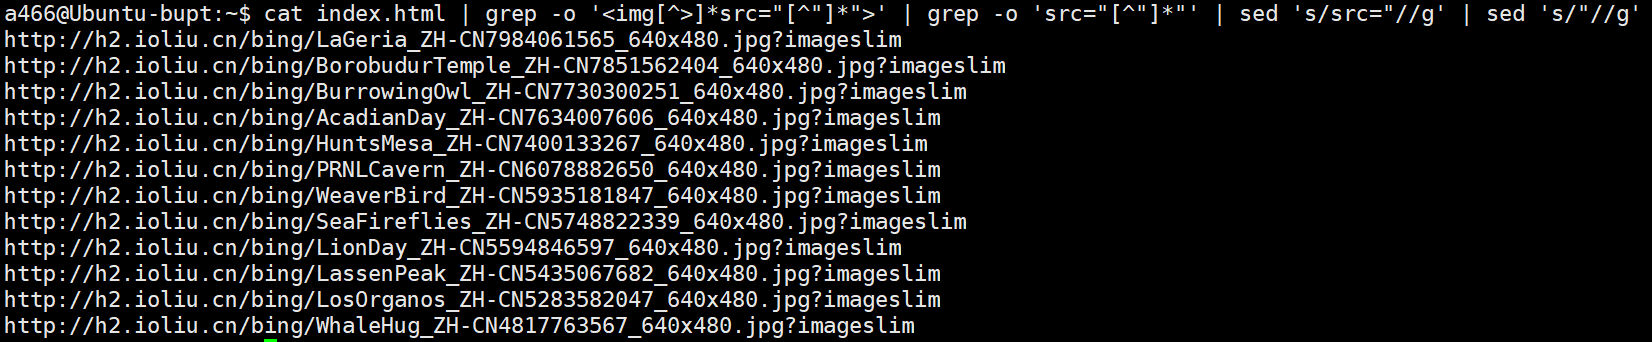 a466@Ubuntu-bupt:~$ cat index.html | grep -o '<img[^>]*src="[^"]*">' | grep -o 'src="[^"]*"' | sed 's/src="//g' | sed 's/"//g'
http://h2.ioliu.cn/bing/LaGeria_ZH-CN7984061565_640x480.jpg?imageslim
http://h2.ioliu.cn/bing/BorobudurTemple_ZH-CN7851562404_640x480.jpg?imageslim
http://h2.ioliu.cn/bing/BurrowingOwl_ZH-CN7730300251_640x480.jpg?imageslim
http://h2.ioliu.cn/bing/AcadianDay_ZH-CN7634007606_640x480.jpg?imageslim
http://h2.ioliu.cn/bing/HuntsMesa_ZH-CN7400133267_640x480.jpg?imageslim
http://h2.ioliu.cn/bing/PRNLCavern_ZH-CN6078882650_640x480.jpg?imageslim
http://h2.ioliu.cn/bing/WeaverBird_ZH-CN5935181847_640x480.jpg?imageslim
http://h2.ioliu.cn/bing/SeaFireflies_ZH-CN5748822339_640x480.jpg?imageslim
http://h2.ioliu.cn/bing/LionDay_ZH-CN5594846597_640x480.jpg?imageslim
http://h2.ioliu.cn/bing/LassenPeak_ZH-CN5435067682_640x480.jpg?imageslim
http://h2.ioliu.cn/bing/LosOrganos_ZH-CN5283582047_640x480.jpg?imageslim
http://h2.ioliu.cn/bing/WhaleHug_ZH-CN4817763567_640x480.jpg?imageslim